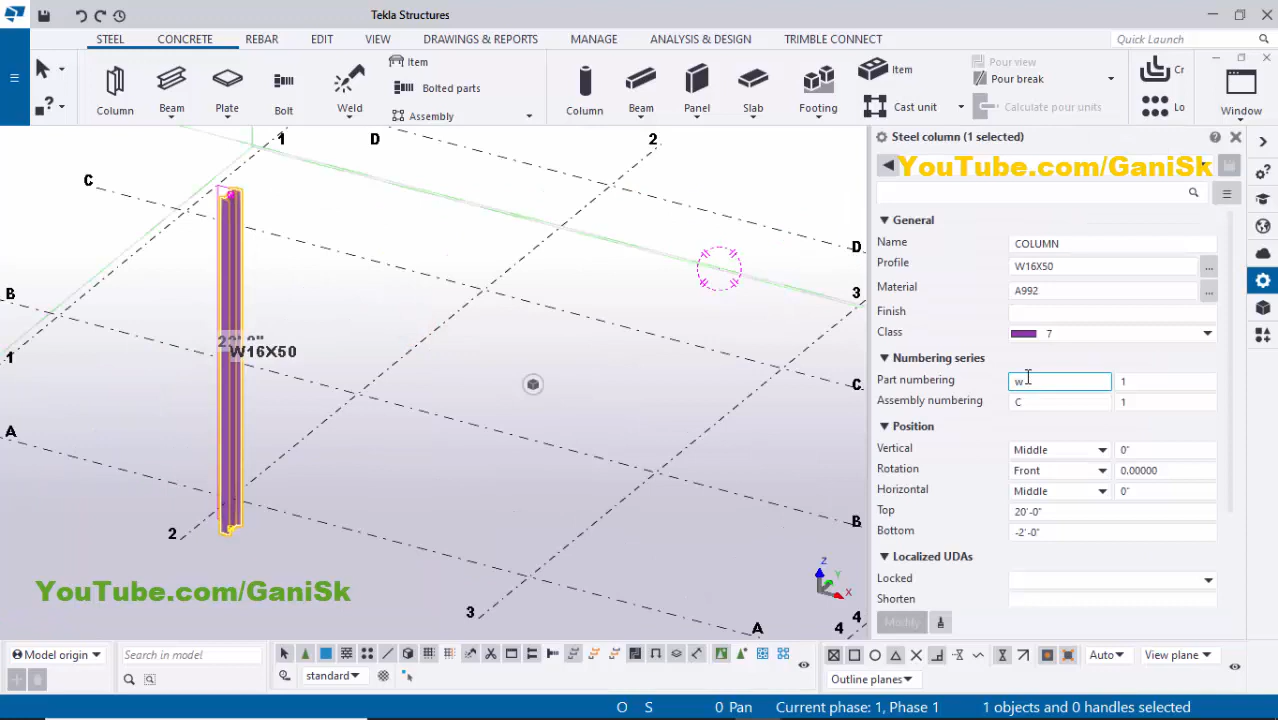 Tekla Structures
STEEL CONCRETE REBAR EDIT VIEW DRAWINGS & REPORTS MANAGE ANALYSIS & DESIGN TRIMBLE CONNECT Quick Launch
Column Beam Plate Bolt Weld Item Bolted parts Assembly Column Beam Panel Slab Footing Item Cast unit Pour view Pour break Calculate pour units Cr Lo Window
Steel column (1 selected)
YouTube.com/GaniSk
General
Name COLUMN
Profile W16X50 ...
Material A992 ...
Finish
Class 7
Numbering series
Part numbering w 1
Assembly numbering C 1
Position
Vertical Middle 0"
Rotation Front 0.00000
Horizontal Middle 0"
Top 20'-0"
Bottom -2'-0"
Localized UDAs
Locked
Shorten
Modify
1 D 2
C
D
B
3
1
22'-0"
W16X50
C
A
B
2
Z
Y
X
3
A
4 4
YouTube.com/GaniSk
Model origin Search in model
standard
Auto View plane
Outline planes
O S 0 Pan Current phase: 1, Phase 1 1 objects and 0 handles selected